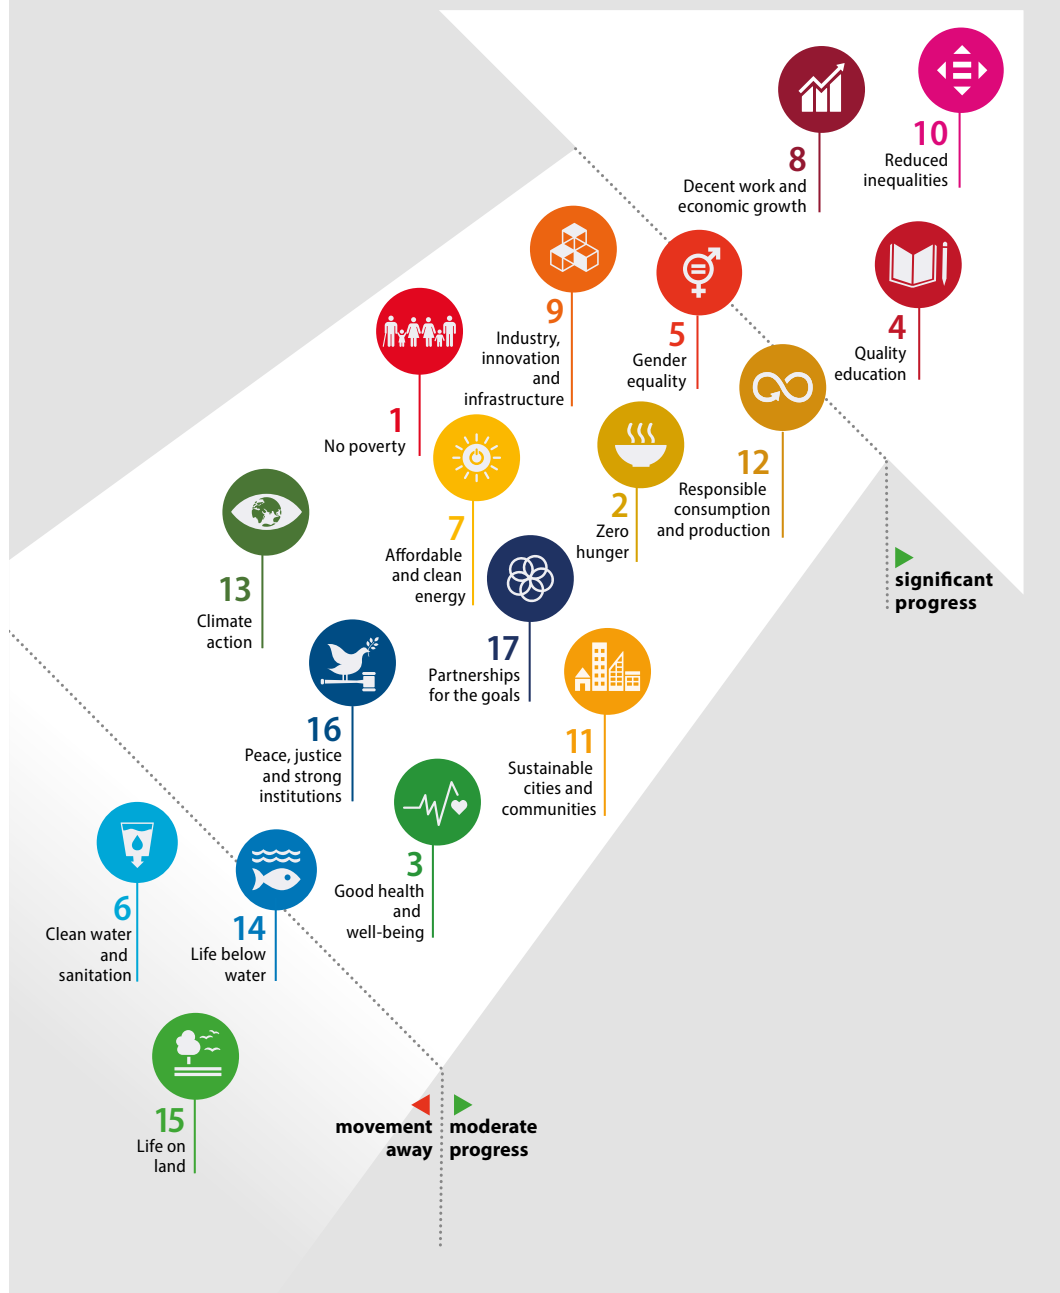 10
Reduced
inequalities
8
Decent work and
economic growth
4
Quality
education
5
Gender
equality
9
Industry,
innovation
and
infrastructure
12
Responsible
consumption
and production
1
No poverty
2
Zero
hunger
7
Affordable
and clean
energy
significant
progress
13
Climate
action
17
Partnerships
for the goals
11
Sustainable
cities and
communities
16
Peace, justice
and strong
institutions
3
Good health
and
well-being
6
Clean water
and
sanitation
14
Life below
water
15
Life on
land
movement
away
moderate
progress